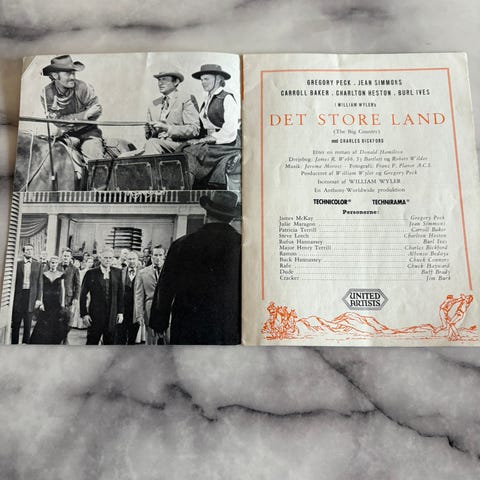 GREGORY PECK · JEAN SIMMONS
CARROLL BAKER · CHARLTON HESTON · BURL IVES
i WILLIAM WYLERs
DET STORE LAND
(The Big Country)
med CHARLES BICKFORD
Efter en roman af Donald Hamilton
Drejebog: James R. Webb, Sy Bartlett og Robert Wilder
Musik: Jerome Moross - Fotografi: Franz F. Planer A.C.S.
Produceret af William Wyler og Gregory Peck
Iscenesat af WILLIAM WYLER
En Anthony-Worldwide produktion
TECHNICOLOR® TECHNIRAMA®
Personerne:
James McKay Gregory Peck
Julie Maragon Jean Simmons
Patricia Terrill Carroll Baker
Steve Leech Charlton Heston
Rufus Hannassey Burl Ives
Major Henry Terrill Charles Bickford
Ramon Alfonso Bedoya
Buck Hannassey Chuck Connors
Rafe Chuck Hayward
Dude Buff Brady
Cracker Jim Burk
UNITED
ARTISTS